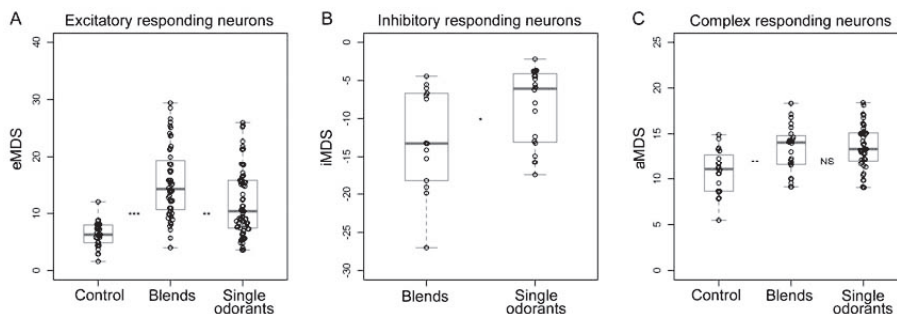 A Excitatory responding neurons
eMDS
40
30
20
10
0
***
**
Control
Blends
Single
odorants
B Inhibitory responding neurons
iMDS
0
-5
-10
-15
-20
-25
-30
*
Blends
Single
odorants
C Complex responding neurons
aMDS
25
20
15
10
5
0
**
NS
Control
Blends
Single
odorants